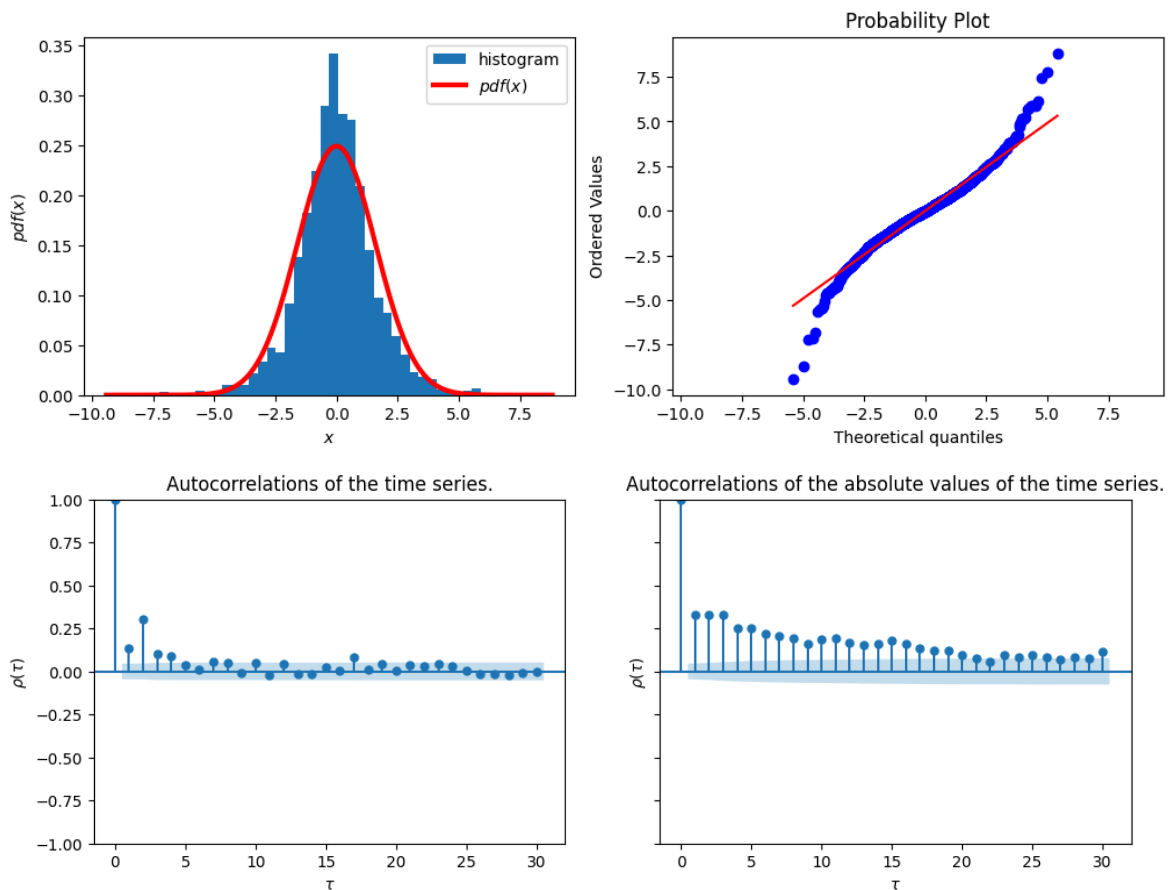 0.35
0.30
0.25
0.20
0.15
0.10
0.05
0.00
pdf(x)
histogram
pdf(x)
−10.0 −7.5 −5.0 −2.5 0.0 2.5 5.0 7.5
x
Probability Plot
7.5
5.0
2.5
0.0
−2.5
−5.0
−7.5
−10.0
Ordered Values
−10.0 −7.5 −5.0 −2.5 0.0 2.5 5.0 7.5
Theoretical quantiles
Autocorrelations of the time series.
1.00
0.75
0.50
0.25
0.00
−0.25
−0.50
−0.75
−1.00
ρ(τ)
0 5 10 15 20 25 30
τ
Autocorrelations of the absolute values of the time series.
ρ(τ)
0 5 10 15 20 25 30
τ